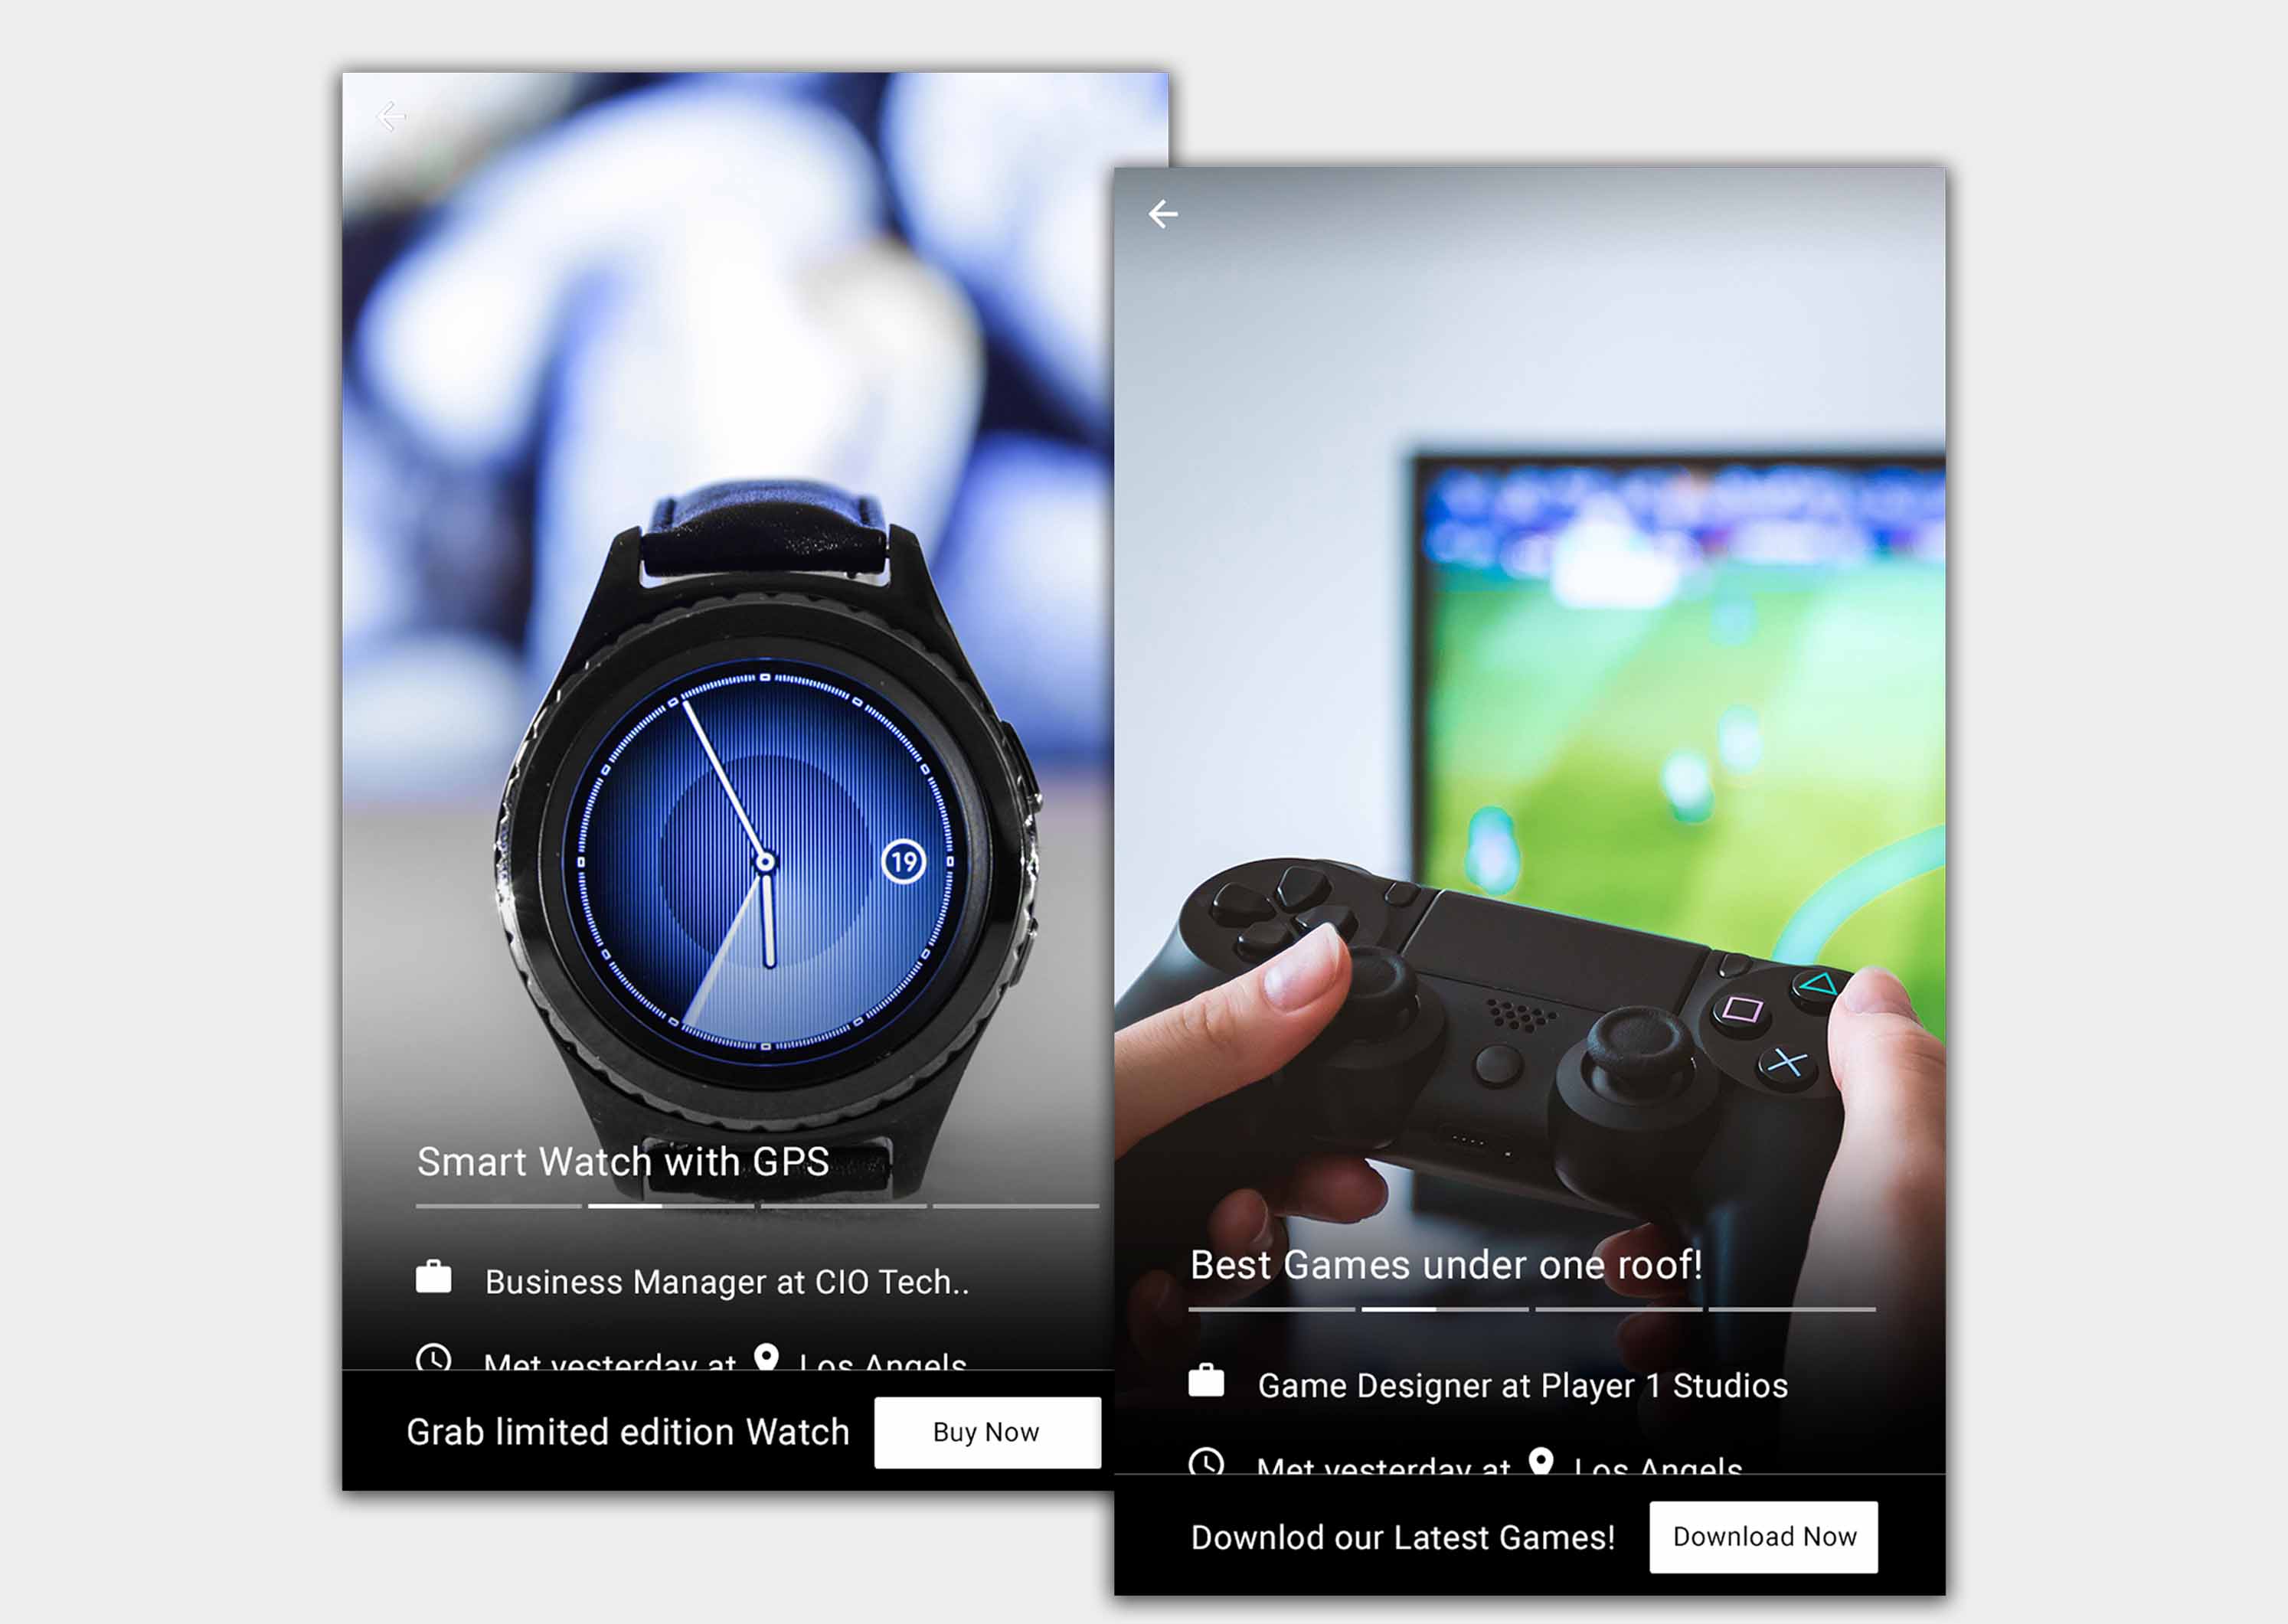 19
Smart Watch with GPS
Business Manager at CIO Tech..
Met yesterday at Los Angels
Grab limited edition Watch
Buy Now
Best Games under one roof!
Game Designer at Player 1 Studios
Met yesterday at Los Angels
Downlod our Latest Games!
Download Now